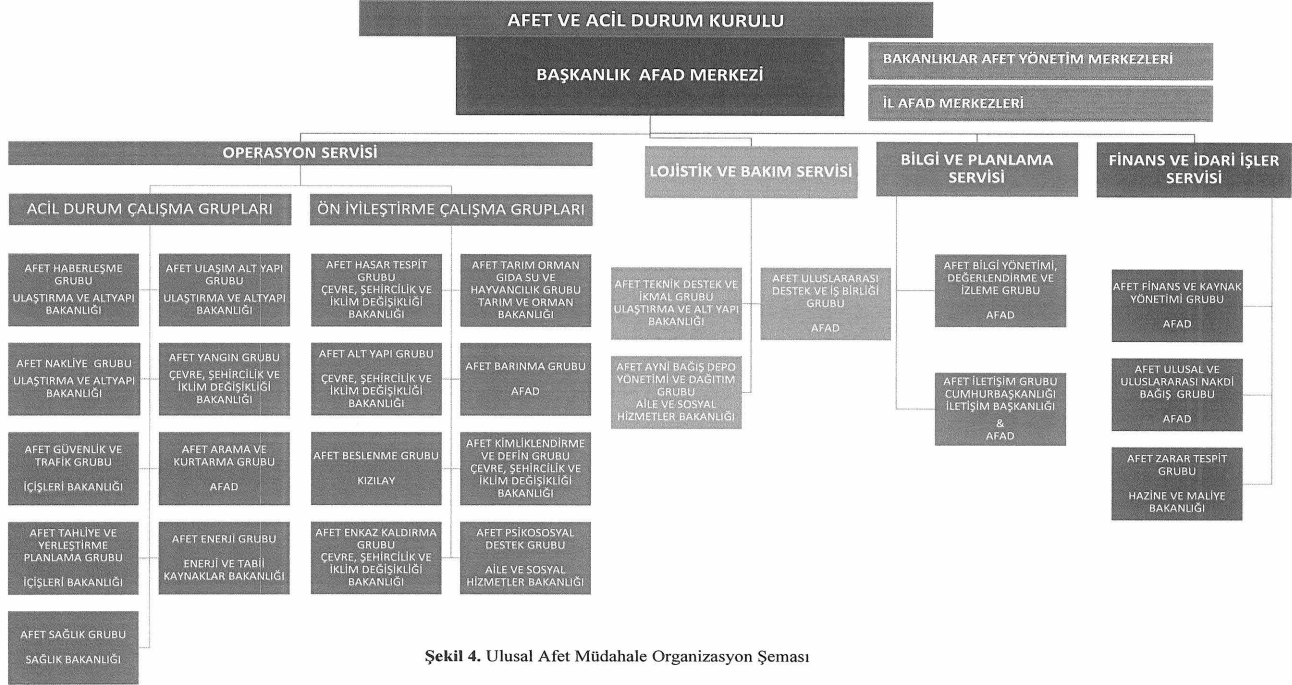 AFET VE ACİL DURUM KURULU
BAŞKANLIK AFAD MERKEZİ
BAKANLIKLAR AFET YÖNETİM MERKEZLERİ
İL AFAD MERKEZLERİ
OPERASYON SERVİSİ
ACİL DURUM ÇALIŞMA GRUPLARI
AFET HABERLEŞME
GRUBU
ULAŞTIRMA VE ALTYAPI
BAKANLIĞI
AFET ULAŞIM ALT YAPI
GRUBU
ULAŞTIRMA VE ALTYAPI
BAKANLIĞI
AFET NAKLİYE GRUBU
ULAŞTIRMA VE ALTYAPI
BAKANLIĞI
AFET YANGIN GRUBU
ÇEVRE, ŞEHİRCİLİK VE
İKLİM DEĞİŞİKLİĞİ
BAKANLIĞI
AFET GÜVENLİK VE
TRAFİK GRUBU
İÇİŞLERİ BAKANLIĞI
AFET ARAMA VE
KURTARMA GRUBU
AFAD
AFET TAHLİYE VE
YERLEŞTİRME
PLANLAMA GRUBU
İÇİŞLERİ BAKANLIĞI
AFET ENERJİ GRUBU
ENERJİ VE TABİİ
KAYNAKLAR BAKANLIĞI
AFET SAĞLIK GRUBU
SAĞLIK BAKANLIĞI
ÖN İYİLEŞTİRME ÇALIŞMA GRUPLARI
AFET HASAR TESPİT
GRUBU
ÇEVRE, ŞEHİRCİLİK VE
İKLİM DEĞİŞİKLİĞİ
BAKANLIĞI
AFET TARIM ORMAN
GIDA SU VE
HAYVANCILIK GRUBU
TARIM VE ORMAN
BAKANLIĞI
AFET ALT YAPI GRUBU
ÇEVRE, ŞEHİRCİLİK VE
İKLİM DEĞİŞİKLİĞİ
BAKANLIĞI
AFET BARINMA GRUBU
AFAD
AFET BESLENME GRUBU
KIZILAY
AFET KİMLİKLENDİRME
VE DEFİN GRUBU
ÇEVRE, ŞEHİRCİLİK VE
İKLİM DEĞİŞİKLİĞİ
BAKANLIĞI
AFET ENKAZ KALDIRMA
GRUBU
ÇEVRE, ŞEHİRCİLİK VE
İKLİM DEĞİŞİKLİĞİ
BAKANLIĞI
AFET PSİKOSOSYAL
DESTEK GRUBU
AİLE VE SOSYAL
HİZMETLER BAKANLIĞI
LOJİSTİK VE BAKIM SERVİSİ
AFET TEKNİK DESTEK VE
İKMAL GRUBU
ULAŞTIRMA VE ALT YAPI
BAKANLIĞI
AFET ULUSLARARASI
DESTEK VE İŞ BİRLİĞİ
GRUBU
AFAD
AFET AYNİ BAĞIŞ DEPO
YÖNETİMİ VE DAĞITIM
GRUBU
AİLE VE SOSYAL
HİZMETLER BAKANLIĞI
BİLGİ VE PLANLAMA
SERVİSİ
AFET BİLGİ YÖNETİMİ,
DEĞERLENDİRME VE
İZLEME GRUBU
AFAD
AFET İLETİŞİM GRUBU
CUMHURBAŞKANLIĞI
İLETİŞİM BAŞKANLIĞI
&
AFAD
FİNANS VE İDARİ İŞLER
SERVİSİ
AFET FİNANS VE KAYNAK
YÖNETİMİ GRUBU
AFAD
AFET ULUSAL VE
ULUSLARARASI NAKDİ
BAĞIŞ GRUBU
AFAD
AFET ZARAR TESPİT
GRUBU
HAZİNE VE MALİYE
BAKANLIĞI
Şekil 4. Ulusal Afet Müdahale Organizasyon Şeması